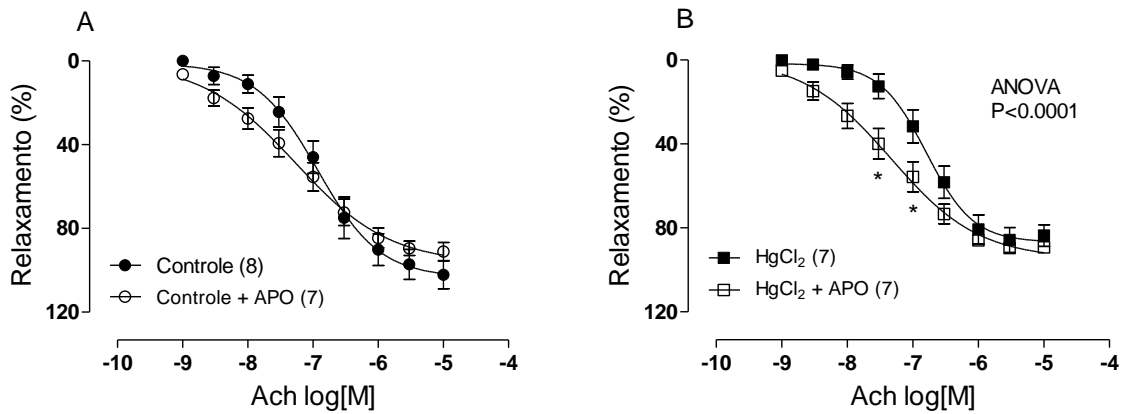 A
0
40
80
120
Relaxamento (%)
Controle (8)
Controle + APO (7)
-10 -9 -8 -7 -6 -5 -4
Ach log[M]
B
0
40
80
120
Relaxamento (%)
ANOVA
P<0.0001
*
*
HgCl₂ (7)
HgCl₂ + APO (7)
-10 -9 -8 -7 -6 -5 -4
Ach log[M]